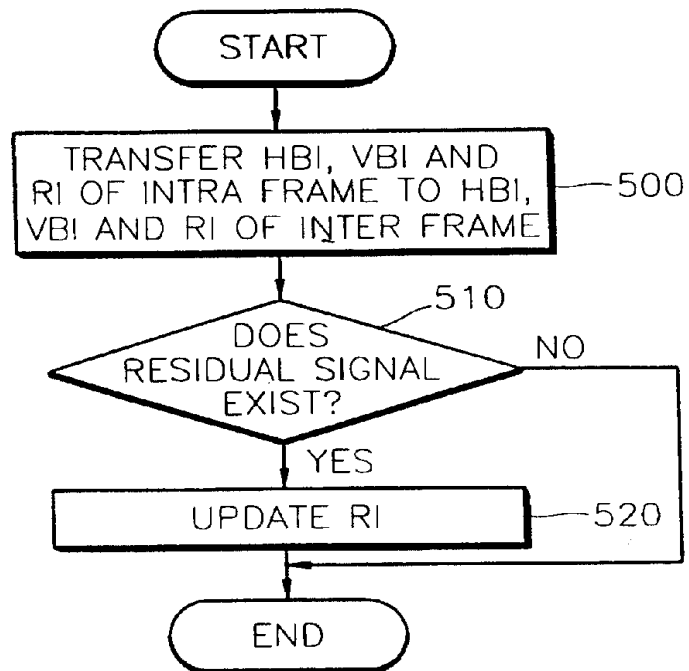 START
TRANSFER HBI, VBI AND
RI OF INTRA FRAME TO HBI,
VBI AND RI OF INTER FRAME
500
510
DOES
RESIDUAL SIGNAL
EXIST?
NO
YES
UPDATE RI
520
END